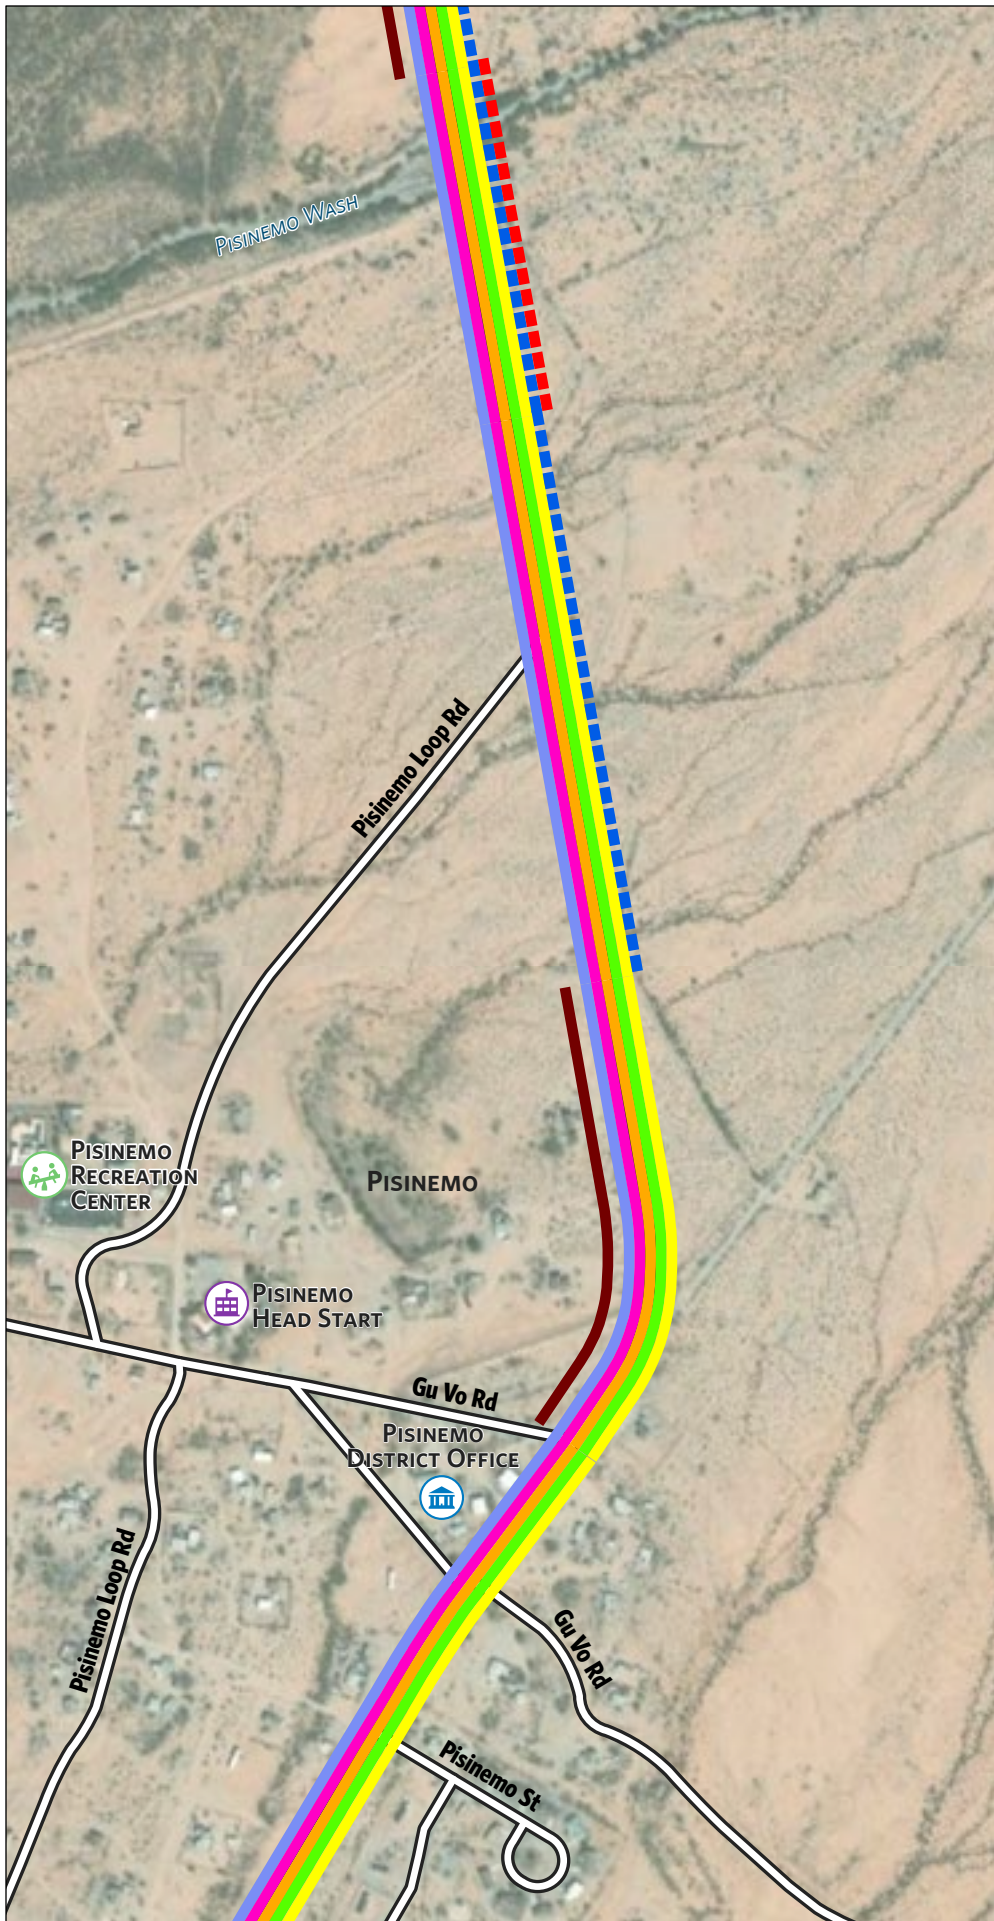 Pisinemo Wash
Pisinemo Loop Rd
Pisinemo
Recreation
Center
Pisinemo
Pisinemo
Head Start
Gu Vo Rd
Pisinemo
District Office
Pisinemo Loop Rd
Gu Vo Rd
Pisinemo St